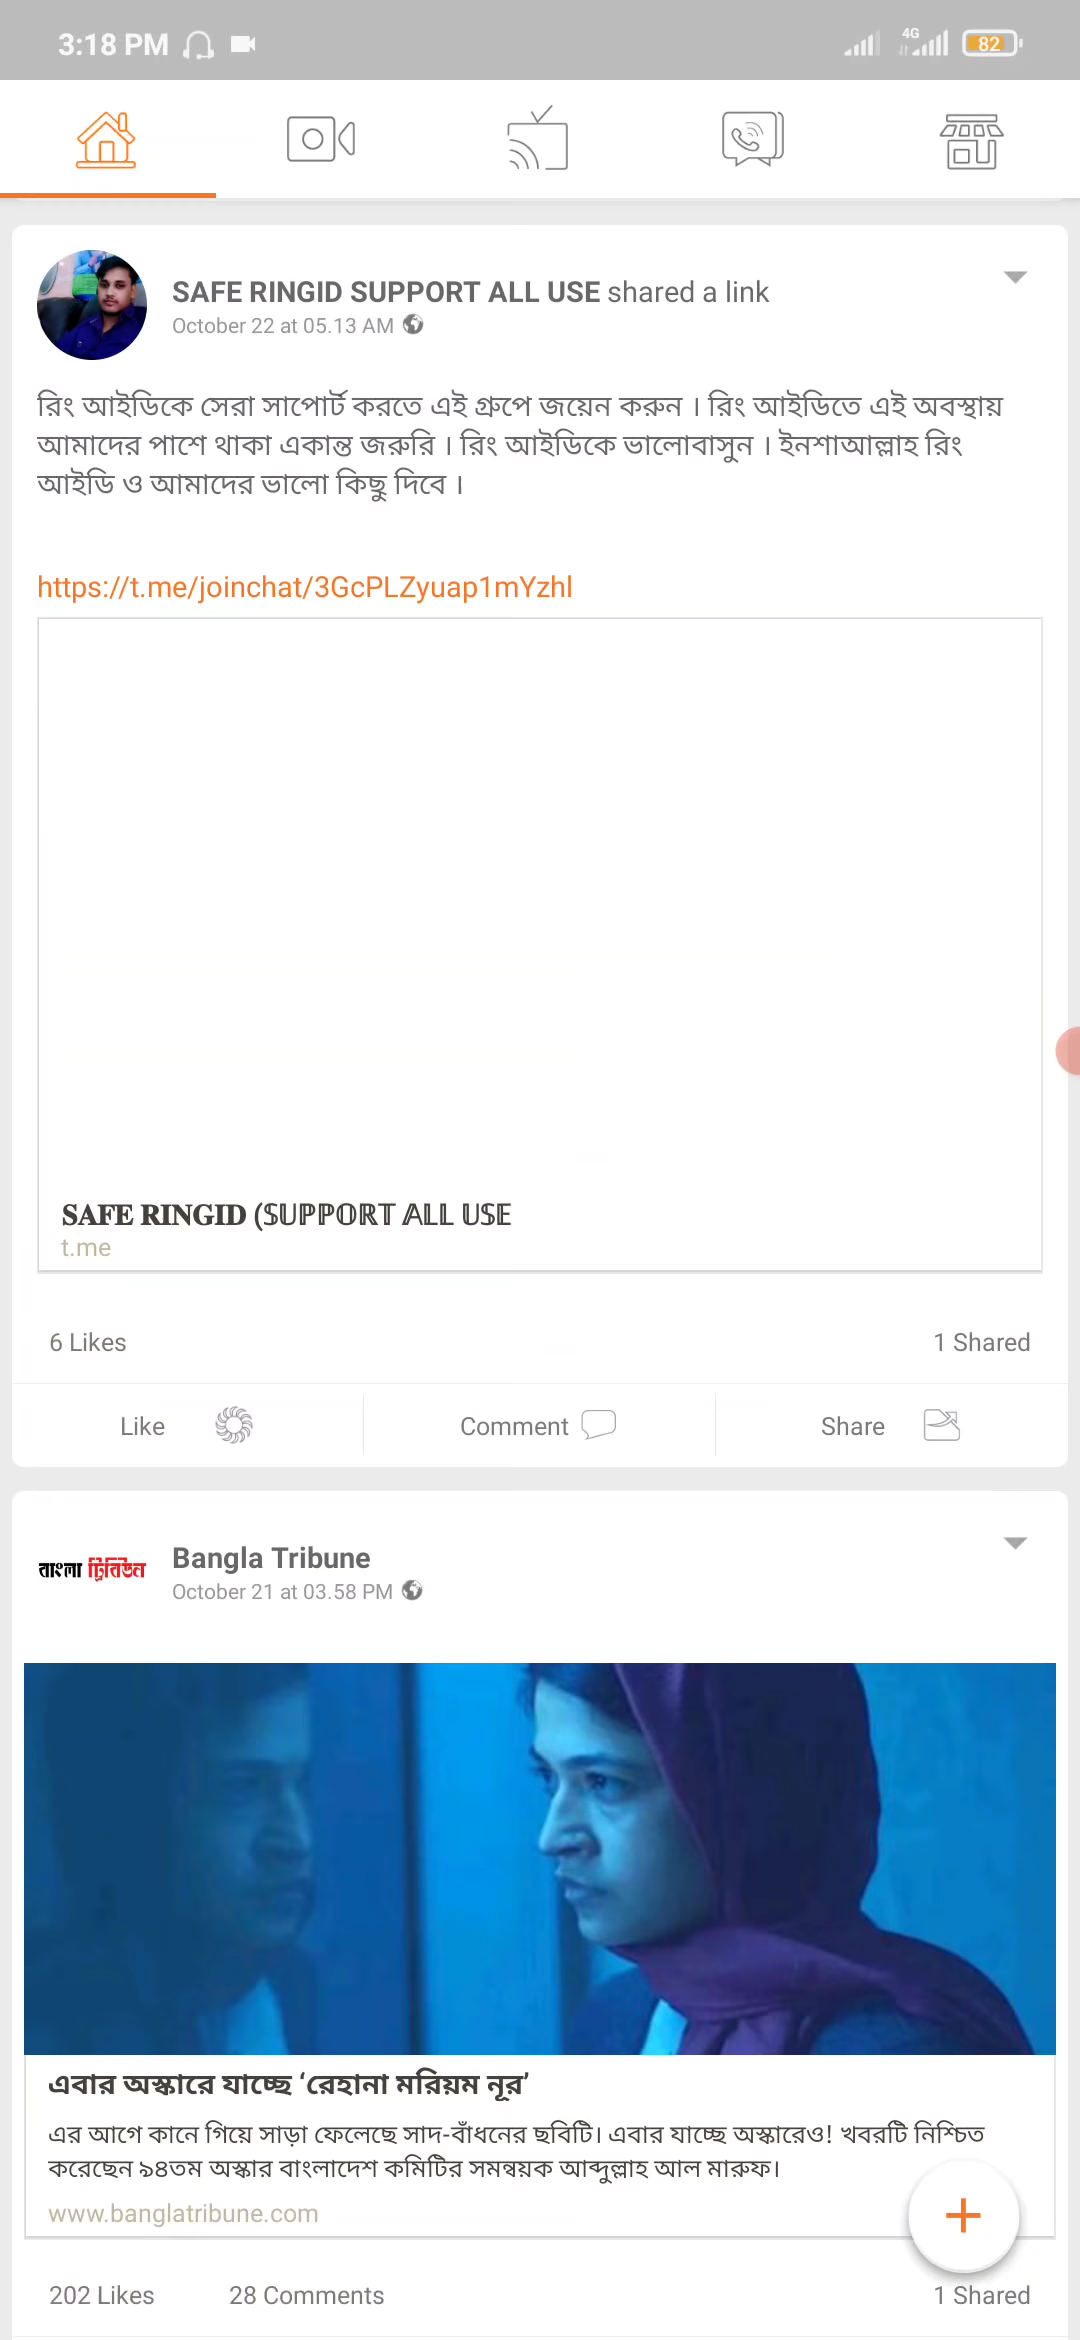 3:18 PM
4G
82
SAFE RINGID SUPPORT ALL USE shared a link
October 22 at 05.13 AM
রিং আইডিকে সেরা সাপোর্ট করতে এই গ্রুপে জয়েন করুন । রিং আইডিতে এই অবস্থায়
আমাদের পাশে থাকা একান্ত জরুরি । রিং আইডিকে ভালোবাসুন । ইনশাআল্লাহ রিং
আইডি ও আমাদের ভালো কিছু দিবে ।
https://t.me/joinchat/3GcPLZyuap1mYzhl
𝐒𝐀𝐅𝐄 𝐑𝐈𝐍𝐆𝐈𝐃 (𝕊𝕌ℙℙ𝕆ℝ𝕋 𝔸𝕃𝕃 𝕌𝕊𝔼
t.me
6 Likes
1 Shared
Like
Comment
Share
বাংলা ট্রিবিউন
Bangla Tribune
October 21 at 03.58 PM
এবার অস্কারে যাচ্ছে ‘রেহানা মরিয়ম নূর’
এর আগে কানে গিয়ে সাড়া ফেলেছে সাদ-বাঁধনের ছবিটি। এবার যাচ্ছে অস্কারেও! খবরটি নিশ্চিত
করেছেন ৯৪তম অস্কার বাংলাদেশ কমিটির সমন্বয়ক আব্দুল্লাহ আল মারুফ।
www.banglatribune.com
202 Likes
28 Comments
1 Shared